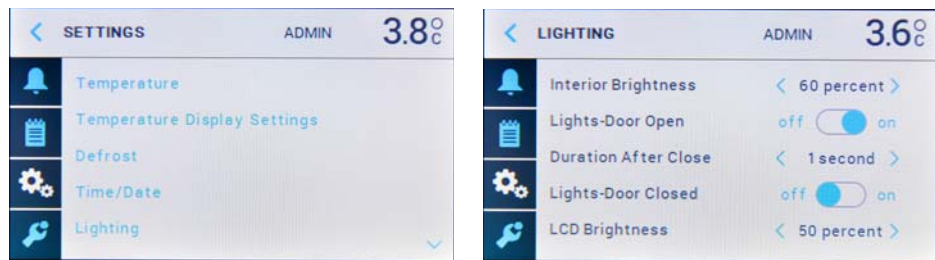 SETTINGS ADMIN 3.8°C
Temperature
Temperature Display Settings
Defrost
Time/Date
Lighting
LIGHTING ADMIN 3.6°C
Interior Brightness < 60 percent >
Lights-Door Open off on
Duration After Close < 1 second >
Lights-Door Closed off on
LCD Brightness < 50 percent >